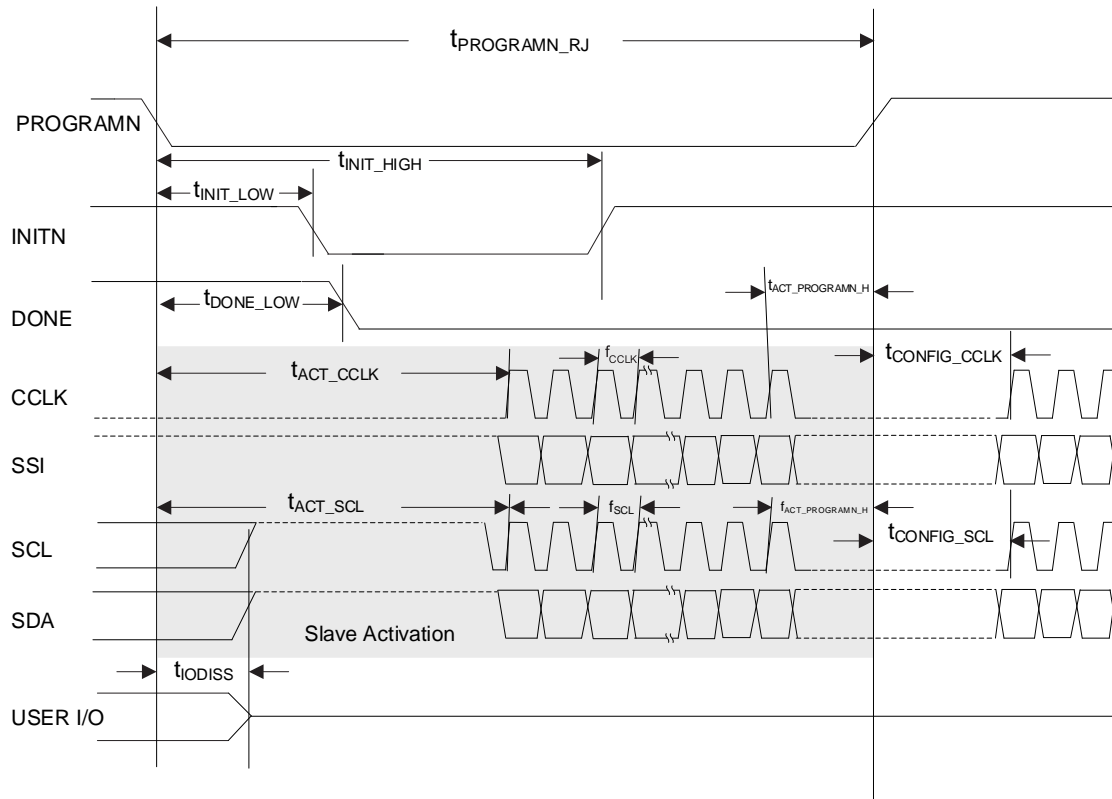 tPROGRAMN_RJ
PROGRAMN
tINIT_HIGH
tINIT_LOW
INITN
tDONE_LOW
tACT_PROGRAMN_H
DONE
tACT_CCLK
fCCLK
tCONFIG_CCLK
CCLK
SSI
tACT_SCL
fSCL
fACT_PROGRAMN_H
tCONFIG_SCL
SCL
SDA
Slave Activation
tIODISS
USER I/O